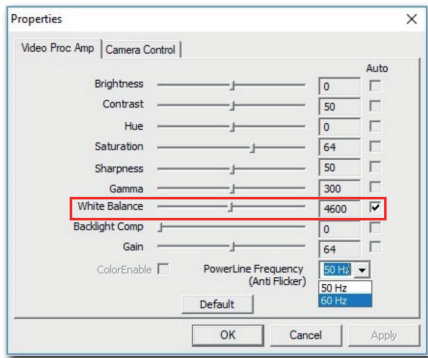 Properties
Video Proc Amp Camera Control
Auto
Brightness 0
Contrast 50
Hue 0
Saturation 64
Sharpness 50
Gamma 300
White Balance 4600
Backlight Comp 0
Gain 64
ColorEnable PowerLine Frequency 50 Hz
(Anti Flicker)
50 Hz
60 Hz
Default
OK Cancel Apply